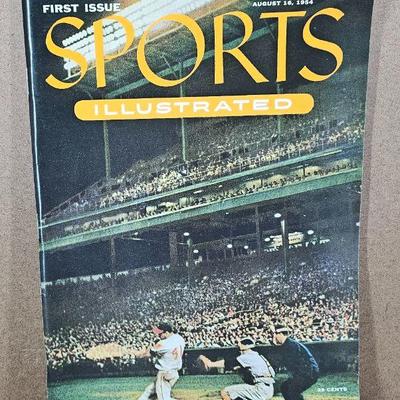 FIRST ISSUE
AUGUST 16, 1954
SPORTS
ILLUSTRATED
25 CENTS